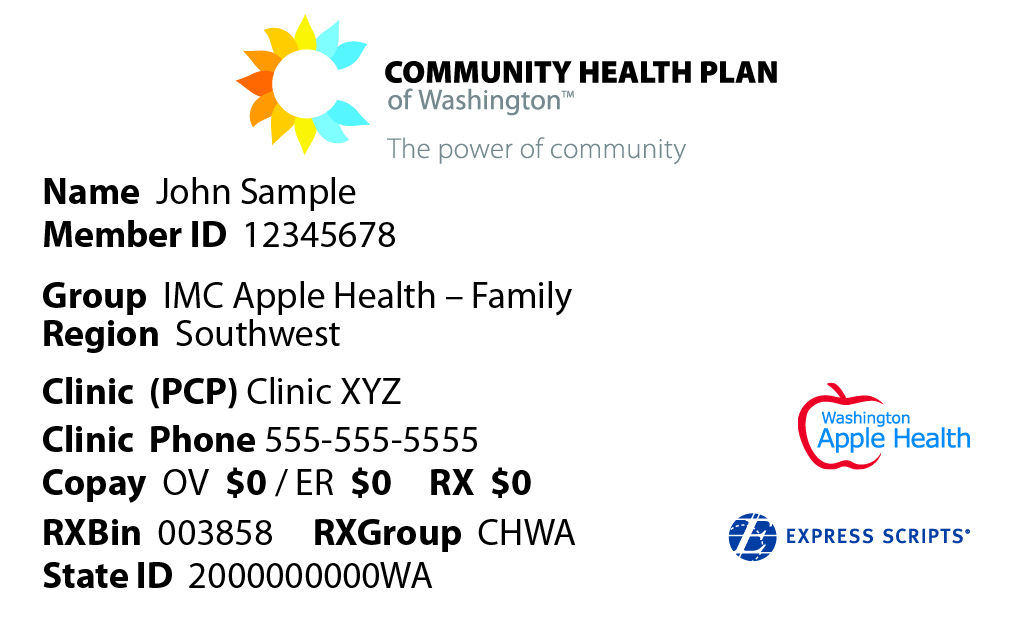 COMMUNITY HEALTH PLAN
of Washington™
The power of community
Name John Sample
Member ID 12345678
Group IMC Apple Health – Family
Region Southwest
Clinic (PCP) Clinic XYZ
Clinic Phone 555-555-5555
Copay OV $0 / ER $0 RX $0
RXBin 003858 RXGroup CHWA
State ID 2000000000WA
Washington
Apple Health
EXPRESS SCRIPTS®